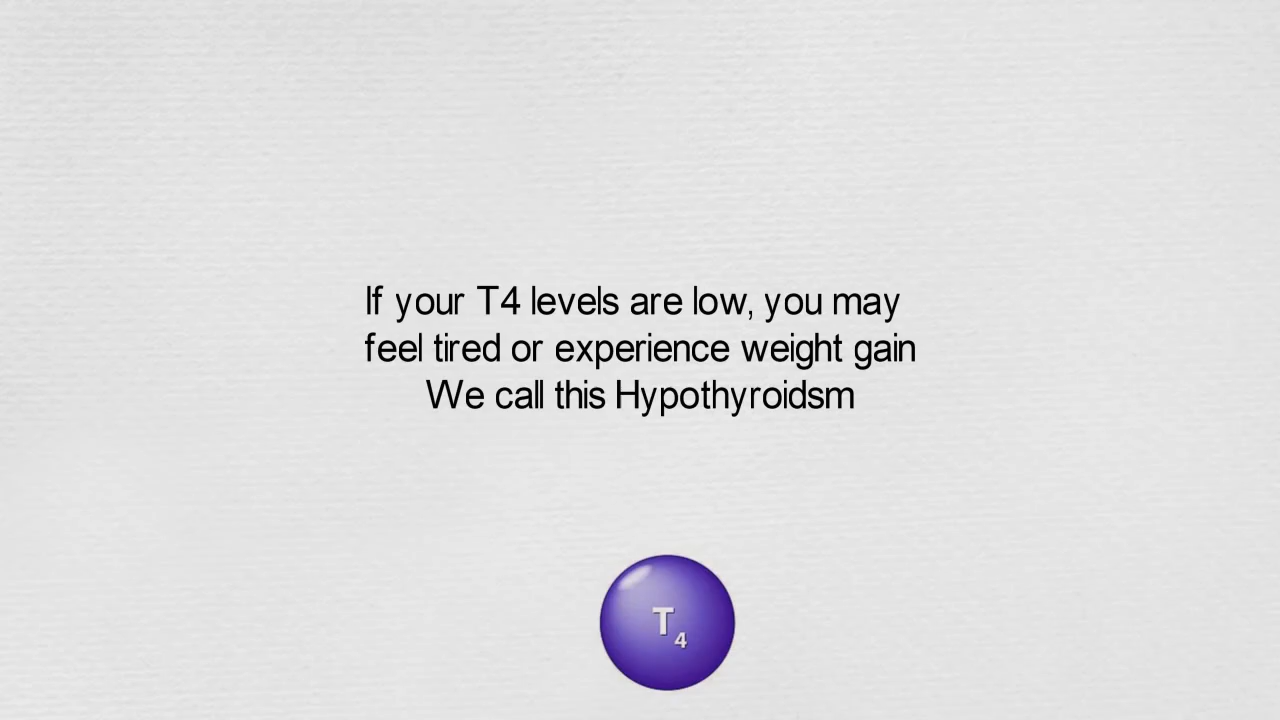 If your T4 levels are low, you may
feel tired or experience weight gain
We call this Hypothyroidsm
T4